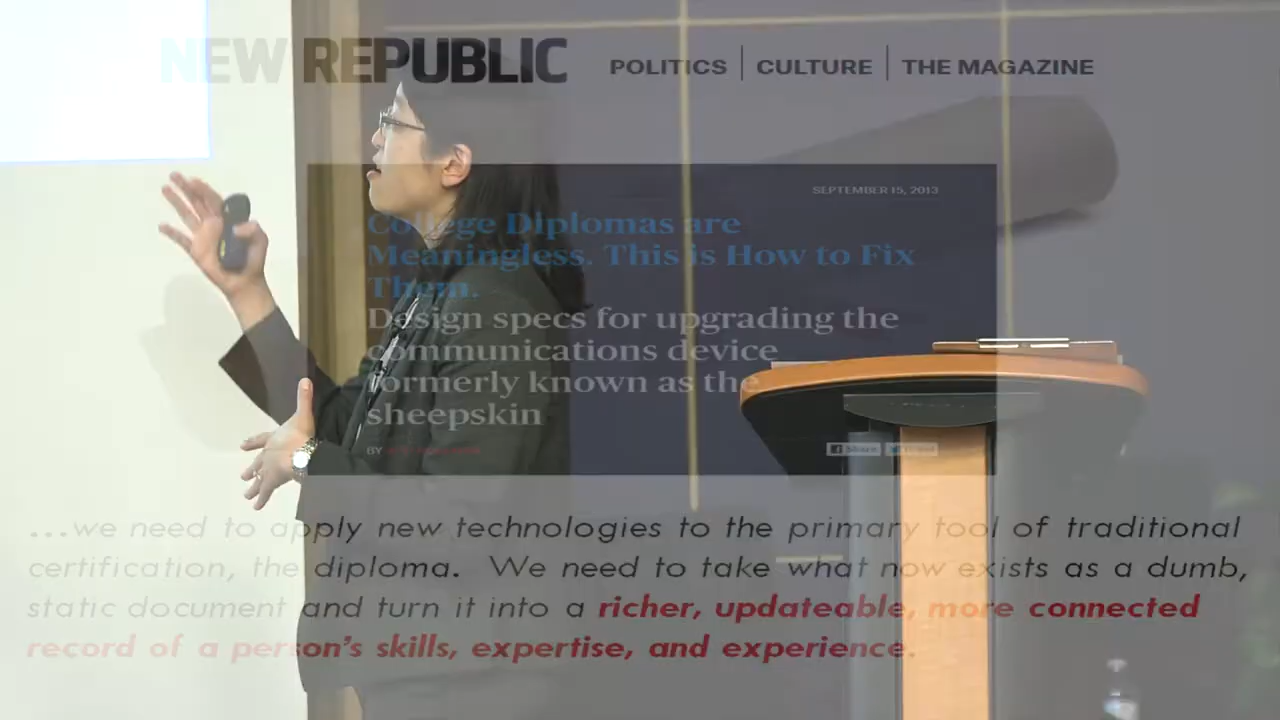 NEW REPUBLIC POLITICS CULTURE THE MAGAZINE
SEPTEMBER 15, 2013
College Diplomas are
Meaningless. This is How to Fix
Them.
Design specs for upgrading the
communications device
formerly known as the
sheepskin
BY
Share Tweet
...we need to apply new technologies to the primary tool of traditional
certification, the diploma. We need to take what now exists as a dumb,
static document and turn it into a richer, updateable, more connected
record of a person's skills, expertise, and experience.